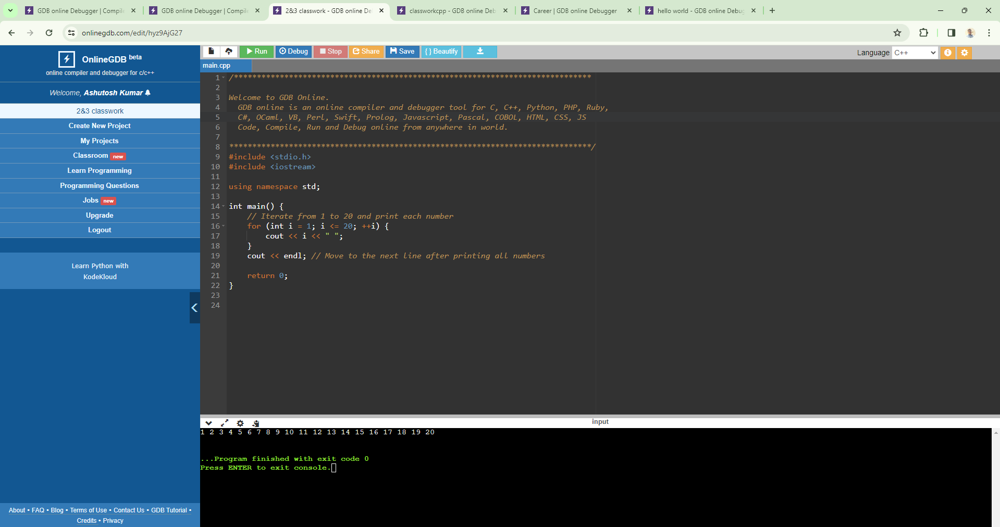 GDB online Debugger | Compile
GDB online Debugger | Compile
2&3 classwork - GDB online De
classworkcpp - GDB online Deb
Career | GDB online Debugger
hello world - GDB online Debug
onlinegdb.com/edit/hyz9AjG27
OnlineGDB beta
online compiler and debugger for c/c++
Welcome, Ashutosh Kumar
2&3 classwork
Create New Project
My Projects
Classroom new
Learn Programming
Programming Questions
Jobs new
Upgrade
Logout
Learn Python with
KodeKloud
About • FAQ • Blog • Terms of Use • Contact Us • GDB Tutorial •
Credits • Privacy
Run Debug Stop Share Save { } Beautify
Language C++
main.cpp
1 /******************************************************************************
2
3 Welcome to GDB Online.
4   GDB online is an online compiler and debugger tool for C, C++, Python, PHP, Ruby,
5   C#, OCaml, VB, Perl, Swift, Prolog, Javascript, Pascal, COBOL, HTML, CSS, JS
6   Code, Compile, Run and Debug online from anywhere in world.
7
8 *******************************************************************************/
9 #include <stdio.h>
10 #include <iostream>
11
12 using namespace std;
13
14 int main() {
15     // Iterate from 1 to 20 and print each number
16     for (int i = 1; i <= 20; ++i) {
17         cout << i << " ";
18     }
19     cout << endl; // Move to the next line after printing all numbers
20
21     return 0;
22 }
23
24
input
1 2 3 4 5 6 7 8 9 10 11 12 13 14 15 16 17 18 19 20
...Program finished with exit code 0
Press ENTER to exit console.